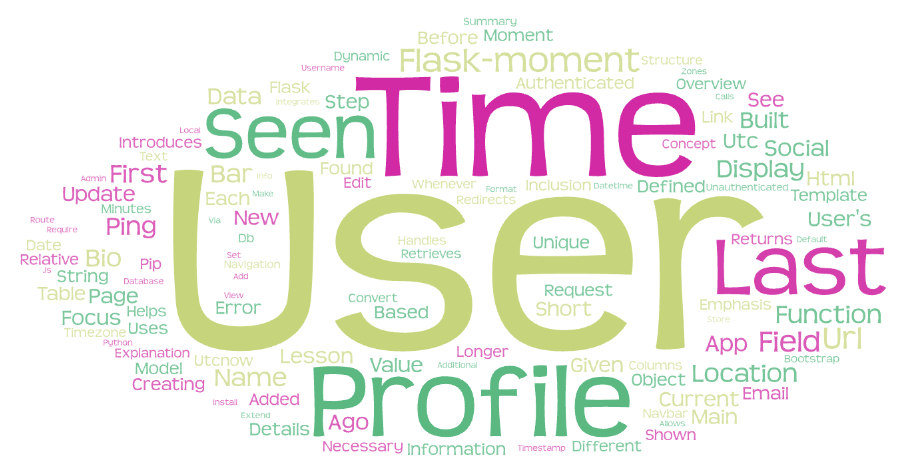 Summary
Before
Moment
Dynamic
Flask-moment
Structure
Username
Zones
Authenticated
Overview
Flask
Data
Integrates
Step
Time
Calls
See
Link
Built
Seen
Local
Introduces
Concept
Utc
Social
Text
Found
Display
First
Bar
Info
Edit
Whenever
Format
Inclusion
Datetime
Defined
Unauthenticated
Html
Admin
Update
Each
Make
Redirects
Template
Minutes
New
Via
User
User's
Route
Ping
Require
Db
Handles
Unique
Returns
Default
Date
Retrieves
Last
Relative
Bio
Pip
Set
Navigation
Js
String
Add
Database
Request
Table
Page
View
Convert
Short
Emphasis
Error
Based
Store
Function
Focus
Helps
Timezone
Uses
Python
App
Field
Url
Explanation
Utcnow
Lesson
Longer
Bootstrap
Model
Value
Additional
Given
Columns
Creating
Name
Profile
Object
Location
Install
Added
Current
Email
Extend
Ago
Navbar
Main
Details
Allows
Shown
Necessary
Information
Timestamp
Different